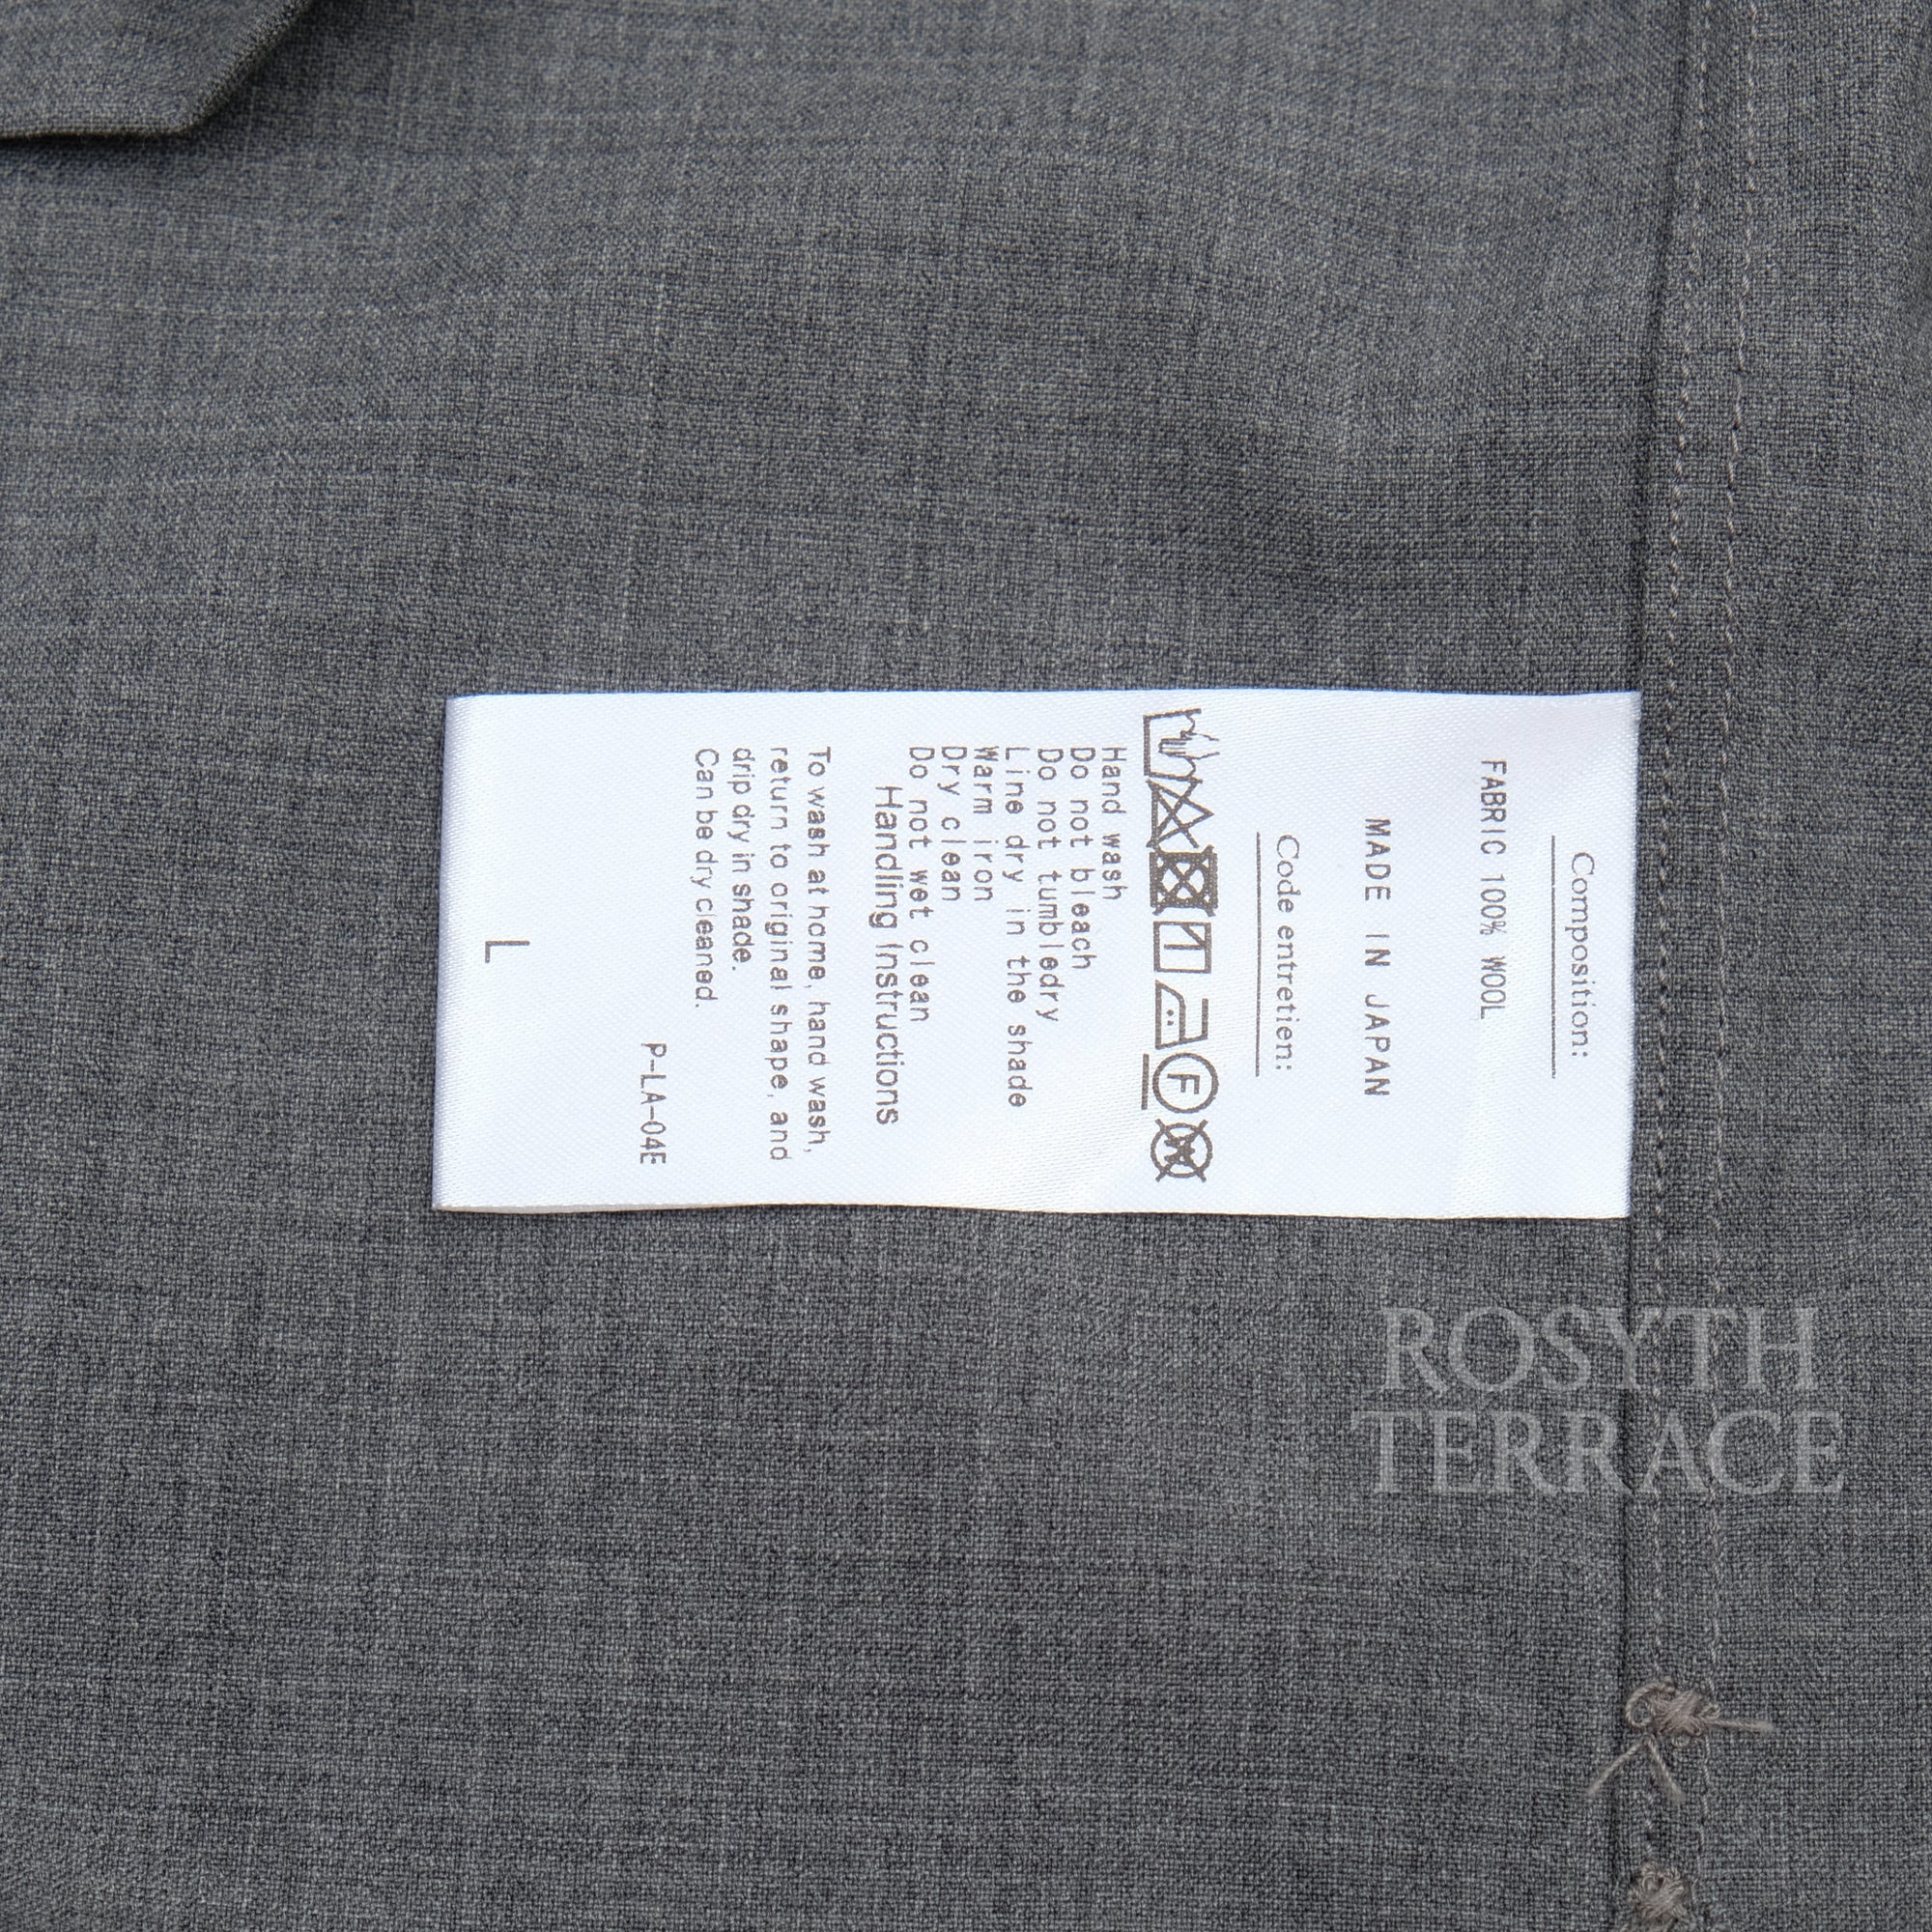 Composition:
FABRIC 100% WOOL
MADE IN JAPAN
Code entretien:
F
W
Hand wash
Do not bleach
Do not tumbledry
Line dry in the shade
Warm iron
Dry clean
Do not wet clean
Handling Instructions
To wash at home, hand wash,
return to original shape, and
drip dry in shade.
Can be dry cleaned.
P-LA-04E
L
ROSYTH
TERRACE